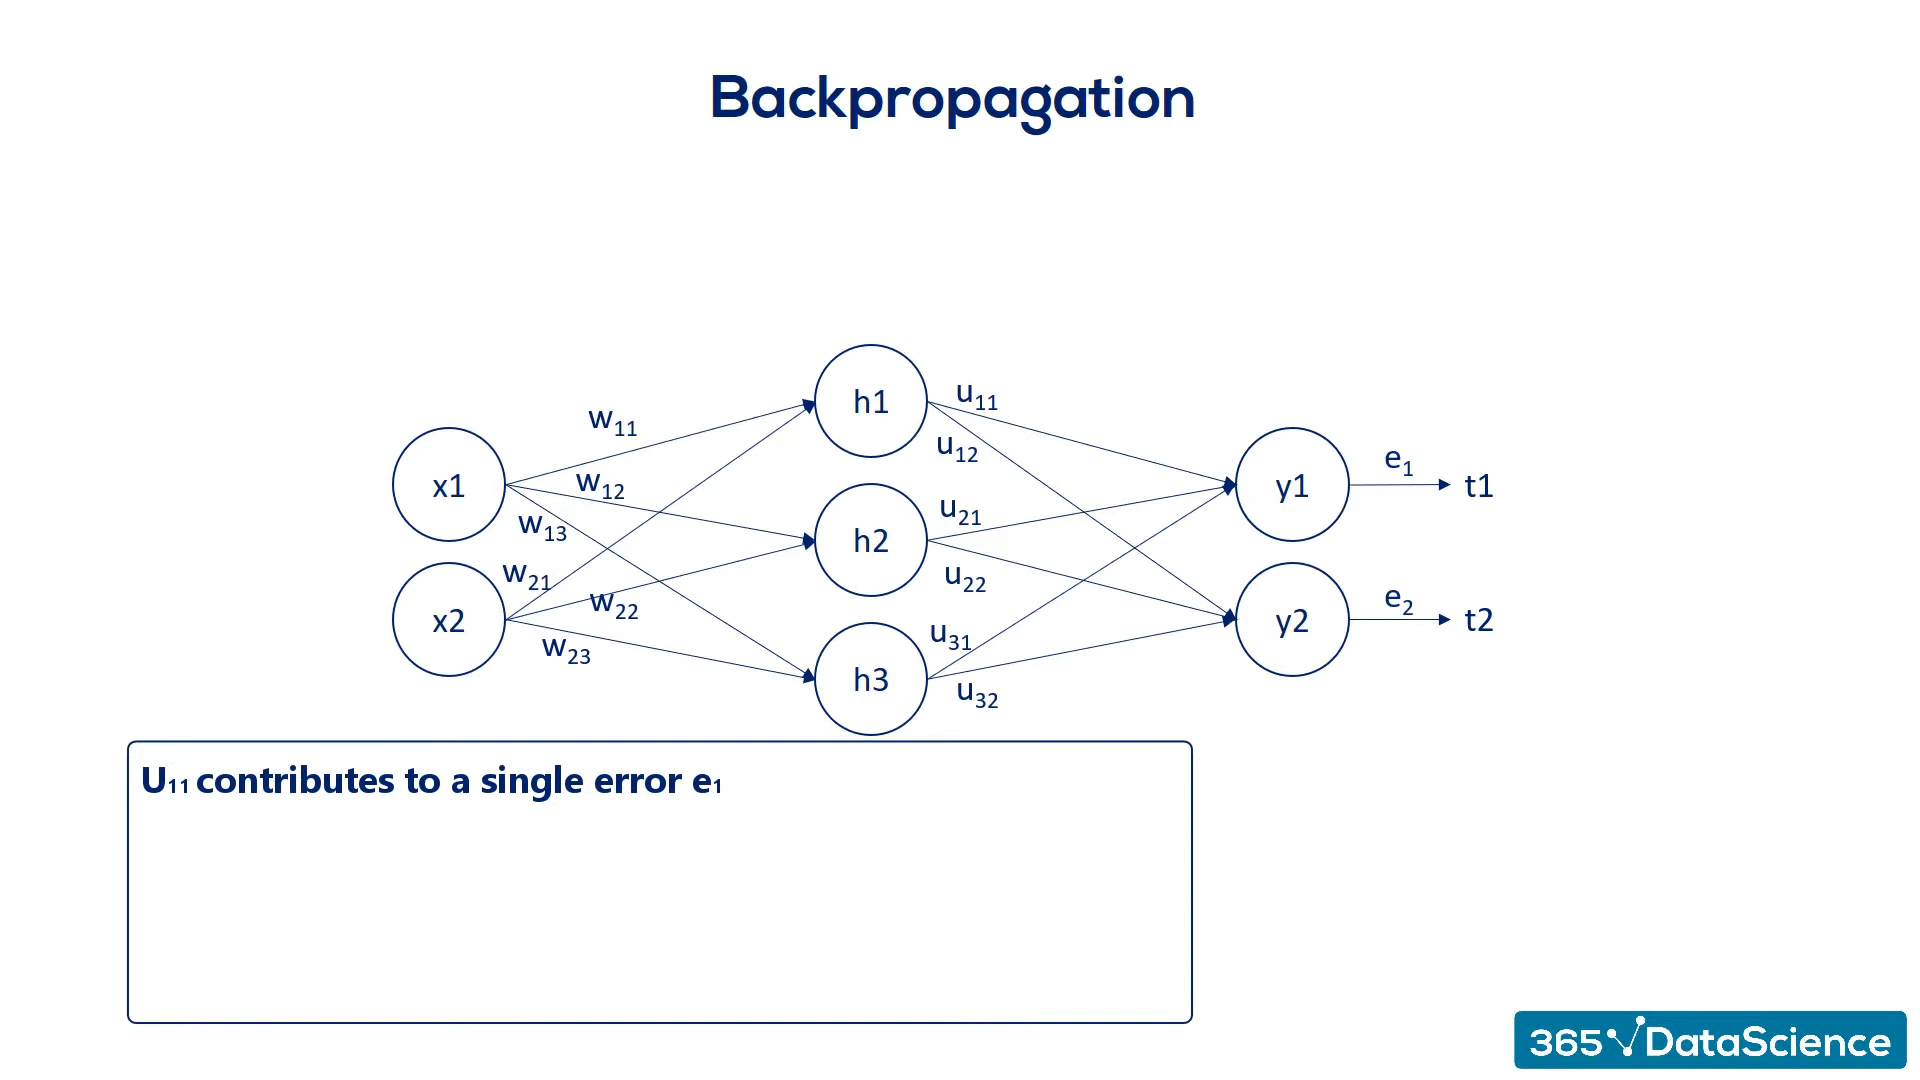 Backpropagation
h1
u₁₁
w₁₁
u₁₂
e₁
x1
w₁₂
y1
t1
w₁₃
u₂₁
h2
w₂₁
u₂₂
w₂₂
e₂
x2
y2
t2
w₂₃
u₃₁
h3
u₃₂
U₁₁ contributes to a single error e₁
365 DataScience